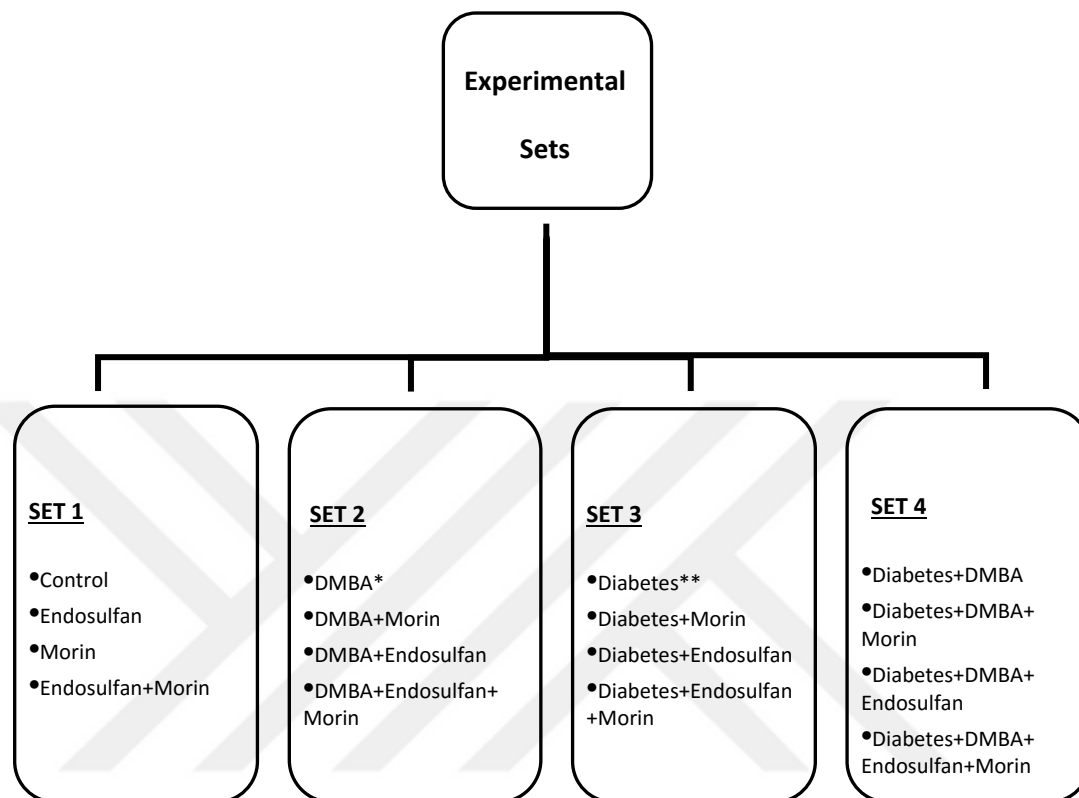 Experimental
Sets
SET 1
•Control
•Endosulfan
•Morin
•Endosulfan+Morin
SET 2
•DMBA*
•DMBA+Morin
•DMBA+Endosulfan
•DMBA+Endosulfan+
Morin
SET 3
•Diabetes**
•Diabetes+Morin
•Diabetes+Endosulfan
•Diabetes+Endosulfan
+Morin
SET 4
•Diabetes+DMBA
•Diabetes+DMBA+
Morin
•Diabetes+DMBA+
Endosulfan
•Diabetes+DMBA+
Endosulfan+Morin